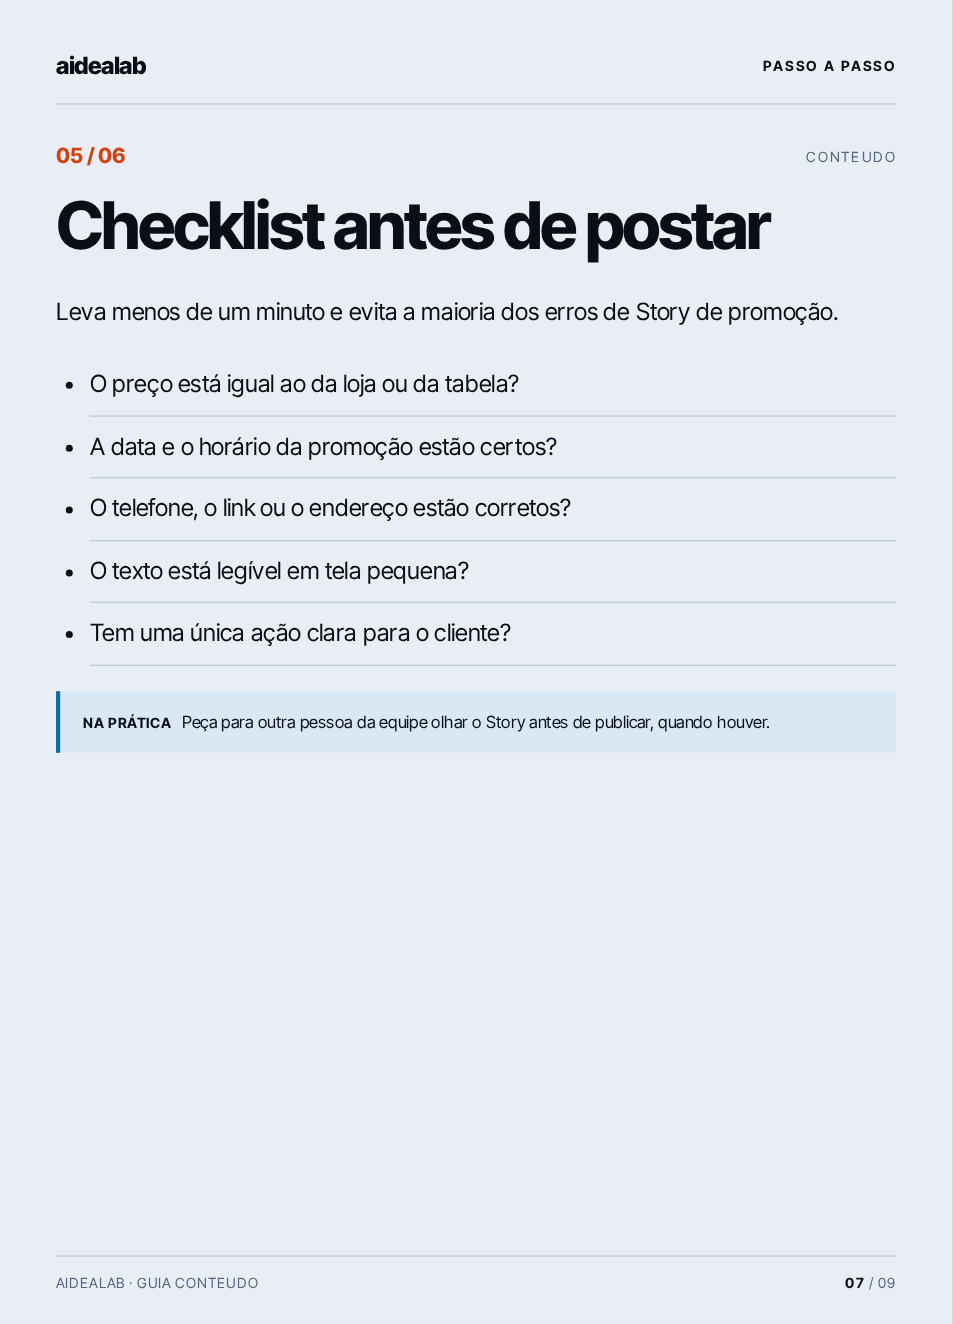 aidealab
PASSO A PASSO
05 / 06
CONTEUDO
Checklist antes de postar
Leva menos de um minuto e evita a maioria dos erros de Story de promoção.
• O preço está igual ao da loja ou da tabela?
• A data e o horário da promoção estão certos?
• O telefone, o link ou o endereço estão corretos?
• O texto está legível em tela pequena?
• Tem uma única ação clara para o cliente?
NA PRÁTICA Peça para outra pessoa da equipe olhar o Story antes de publicar, quando houver.
AIDEALAB · GUIA CONTEUDO
07 / 09